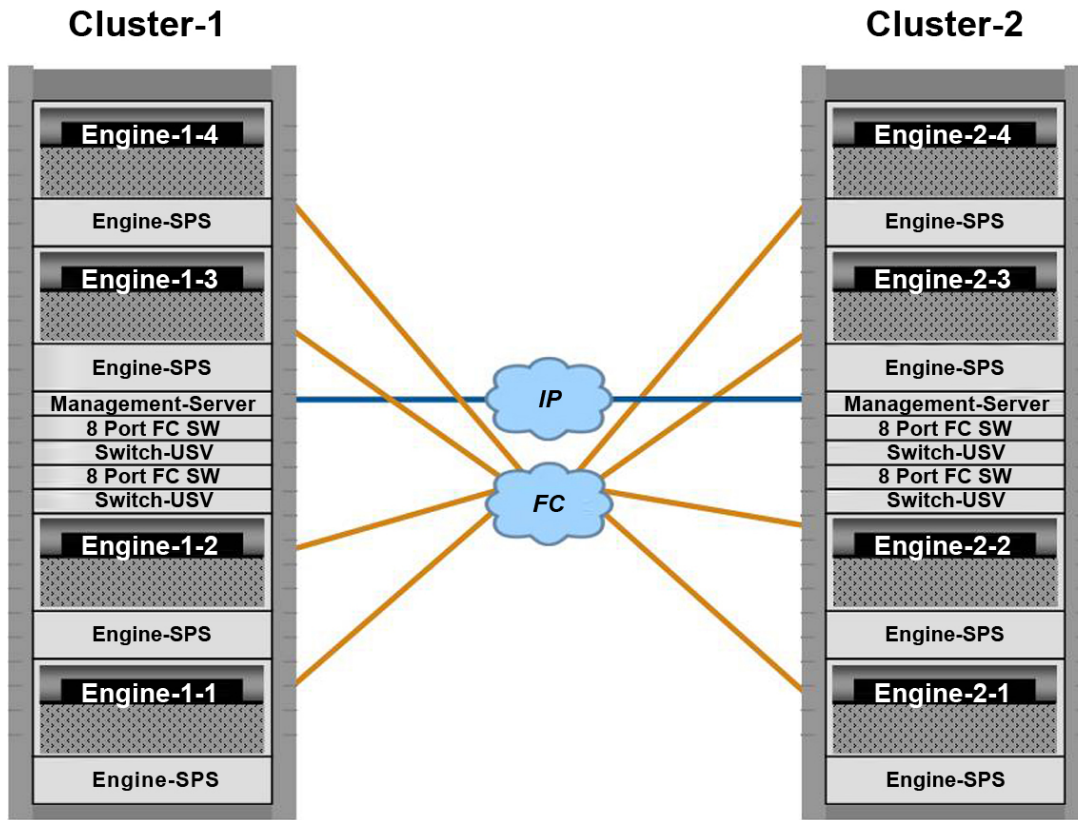 Cluster-1
Engine-1-4
Engine-SPS
Engine-1-3
Engine-SPS
Management-Server
8 Port FC SW
Switch-USV
8 Port FC SW
Switch-USV
Engine-1-2
Engine-SPS
Engine-1-1
Engine-SPS
IP
FC
Cluster-2
Engine-2-4
Engine-SPS
Engine-2-3
Engine-SPS
Management-Server
8 Port FC SW
Switch-USV
8 Port FC SW
Switch-USV
Engine-2-2
Engine-SPS
Engine-2-1
Engine-SPS